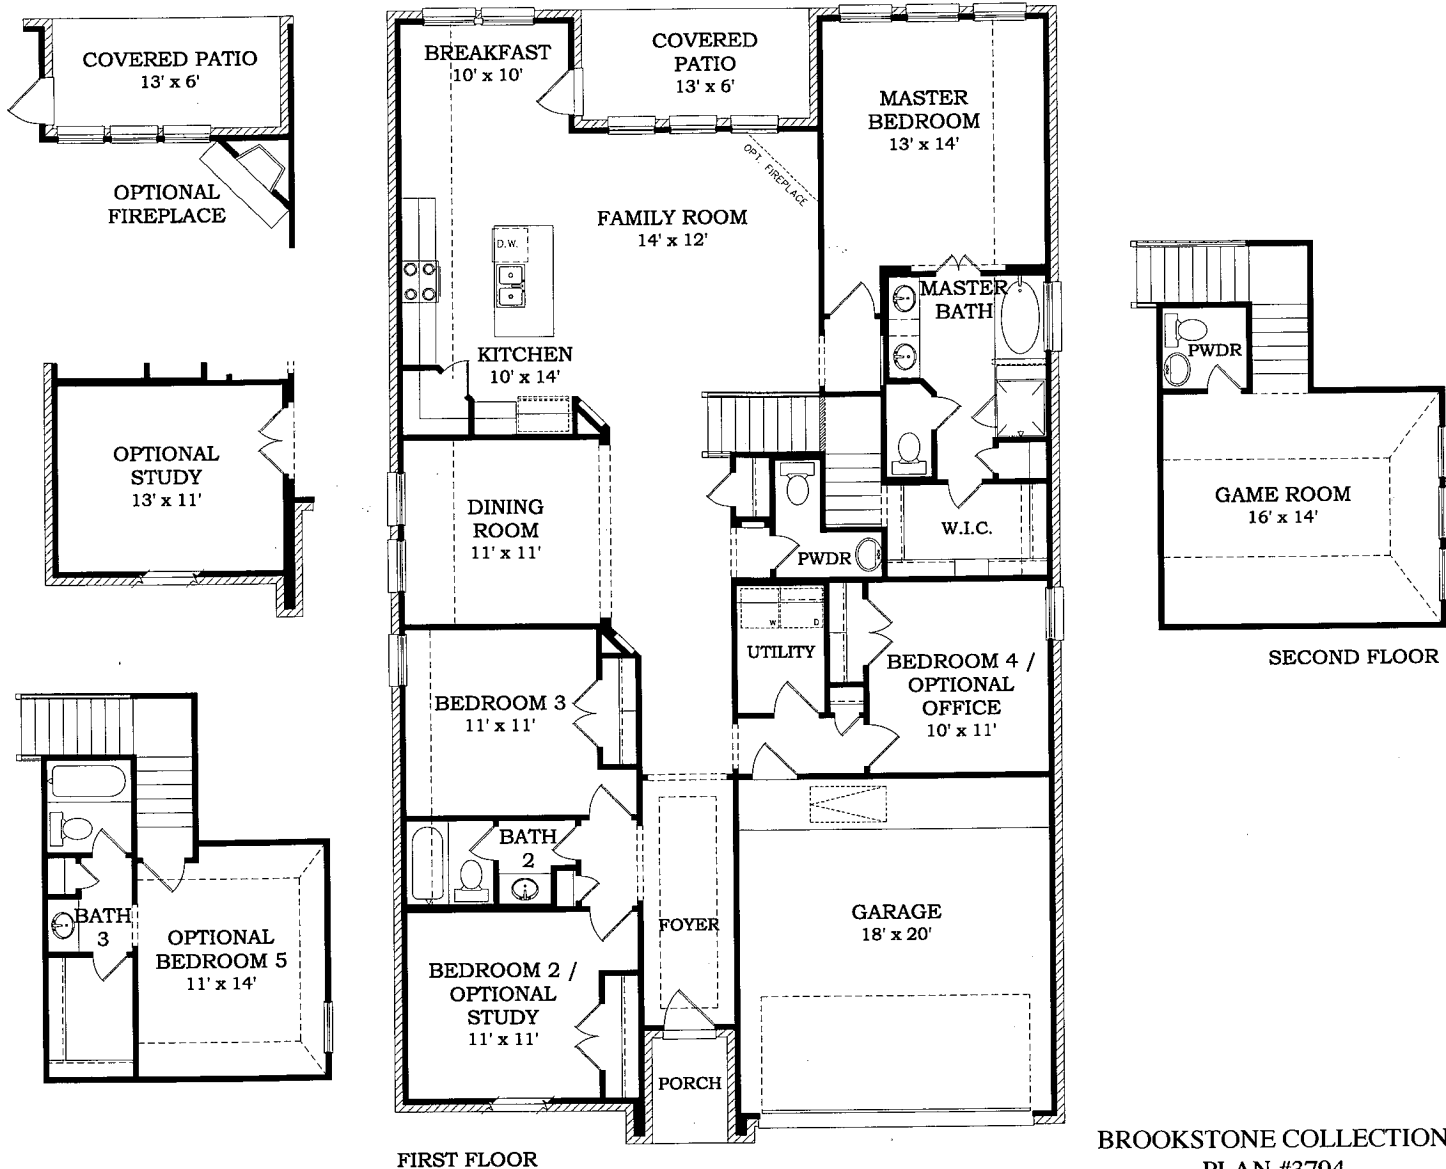 COVERED PATIO
13' x 6'
OPTIONAL
FIREPLACE
BREAKFAST
10' x 10'
COVERED
PATIO
13' x 6'
MASTER
BEDROOM
13' x 14'
OPT. FIREPLACE
FAMILY ROOM
14' x 12'
D.W.
KITCHEN
10' x 14'
MASTER
BATH
PWDR
GAME ROOM
16' x 14'
SECOND FLOOR
OPTIONAL
STUDY
13' x 11'
DINING
ROOM
11' x 11'
W.I.C.
PWDR
W
D
UTILITY
BEDROOM 4 /
OPTIONAL
OFFICE
10' x 11'
BEDROOM 3
11' x 11'
BATH
2
BATH
3
OPTIONAL
BEDROOM 5
11' x 14'
FOYER
GARAGE
18' x 20'
BEDROOM 2 /
OPTIONAL
STUDY
11' x 11'
PORCH
FIRST FLOOR
BROOKSTONE COLLECTION
PLAN #3794